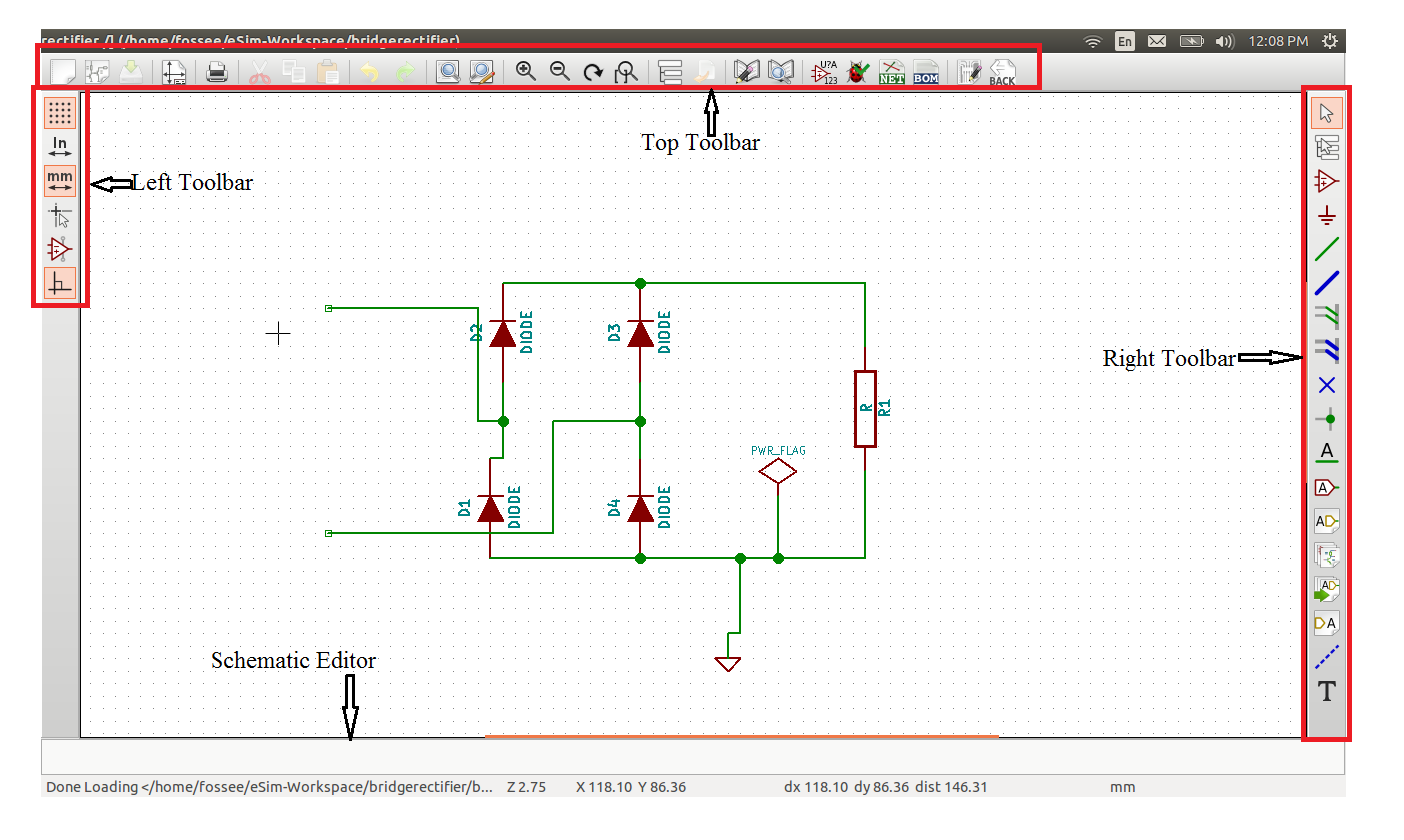 rectifier /] (/home/fossee/eSim-Workspace/bridgerectifier)
En
12:08 PM
U?A
123
NET
BOM
BACK
Top Toolbar
In
mm
Left Toolbar
D2
DIODE
D3
DIODE
Right Toolbar
R
R1
PWR_FLAG
D1
DIODE
D4
DIODE
A
A
AD
AD
DA
T
Schematic Editor
Done Loading </home/fossee/eSim-Workspace/bridgerectifier/b... Z 2.75 X 118.10 Y 86.36 dx 118.10 dy 86.36 dist 146.31 mm